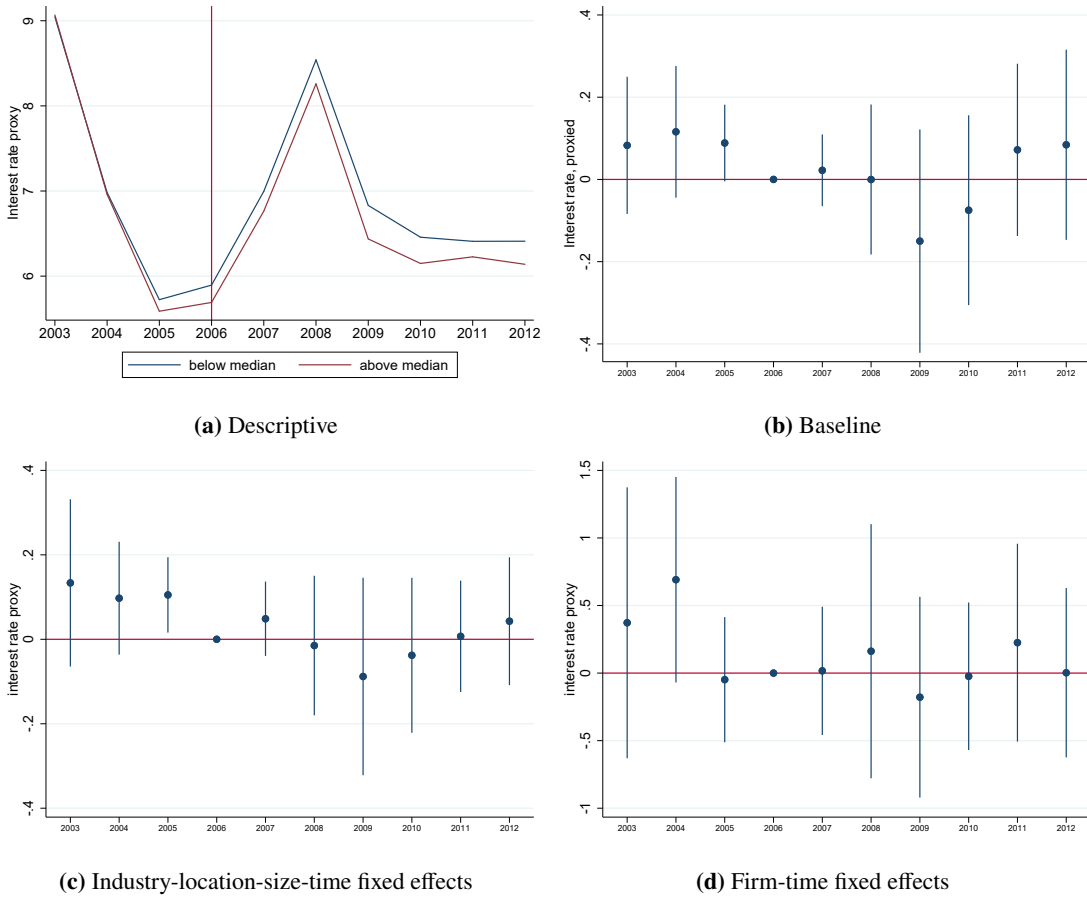 Interest rate proxy
9
8
7
6
2003 2004 2005 2006 2007 2008 2009 2010 2011 2012
below median above median
(a) Descriptive
Interest rate, proxied
.4
.2
0
-.2
-.4
2003 2004 2005 2006 2007 2008 2009 2010 2011 2012
(b) Baseline
interest rate proxy
.4
.2
0
-.2
-.4
2003 2004 2005 2006 2007 2008 2009 2010 2011 2012
(c) Industry-location-size-time fixed effects
interest rate proxy
1.5
1
.5
0
-.5
-1
2003 2004 2005 2006 2007 2008 2009 2010 2011 2012
(d) Firm-time fixed effects